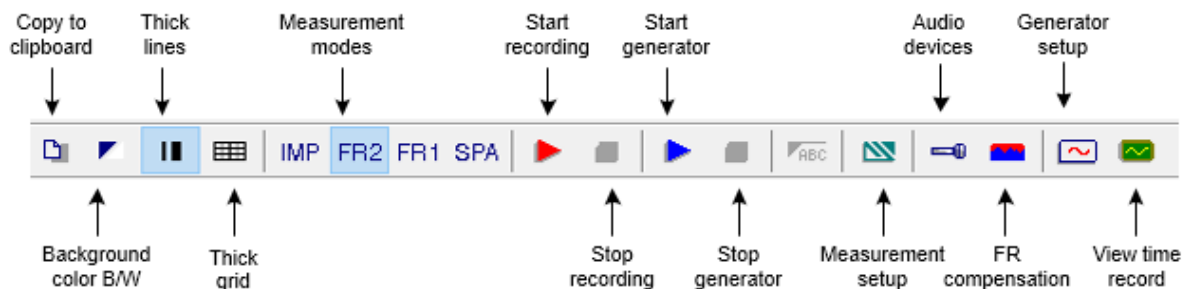 Copy to
clipboard
Thick
lines
Measurement
modes
Start
recording
Start
generator
Audio
devices
Generator
setup
IMP FR2 FR1 SPA ABC
Background
color B/W
Thick
grid
Stop
recording
Stop
generator
Measurement
setup
FR
compensation
View time
record